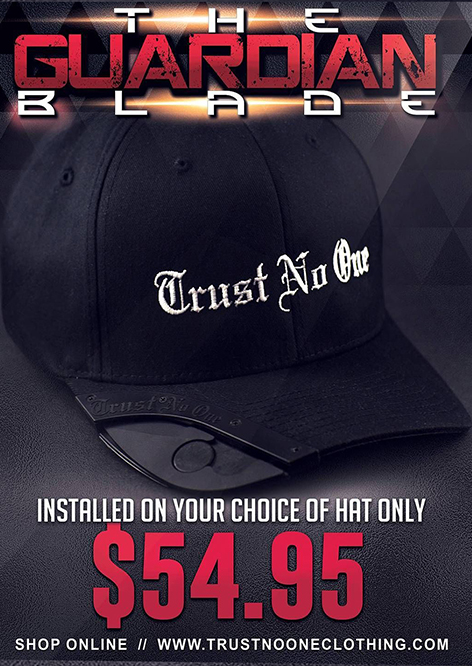 THE
GUARDIAN
BLADE
Trust No One
Trust No One
INSTALLED ON YOUR CHOICE OF HAT ONLY
$54.95
SHOP ONLINE // WWW.TRUSTNOONECLOTHING.COM